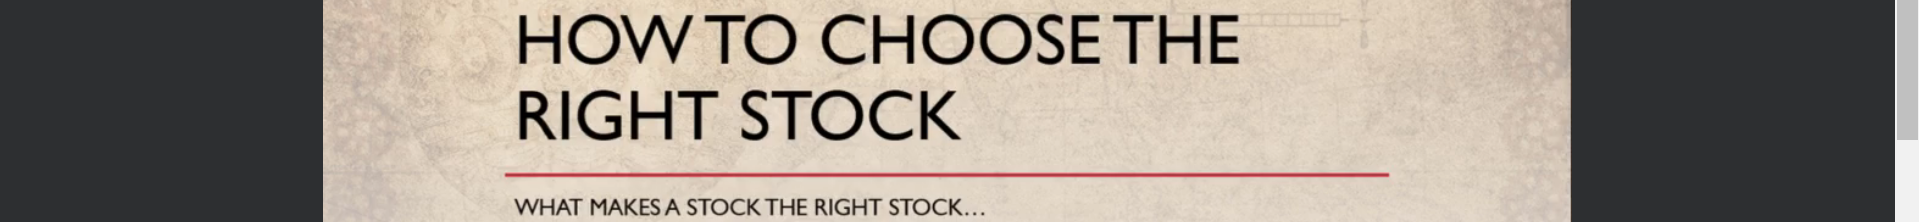 HOW TO CHOOSE THE
RIGHT STOCK
WHAT MAKES A STOCK THE RIGHT STOCK...